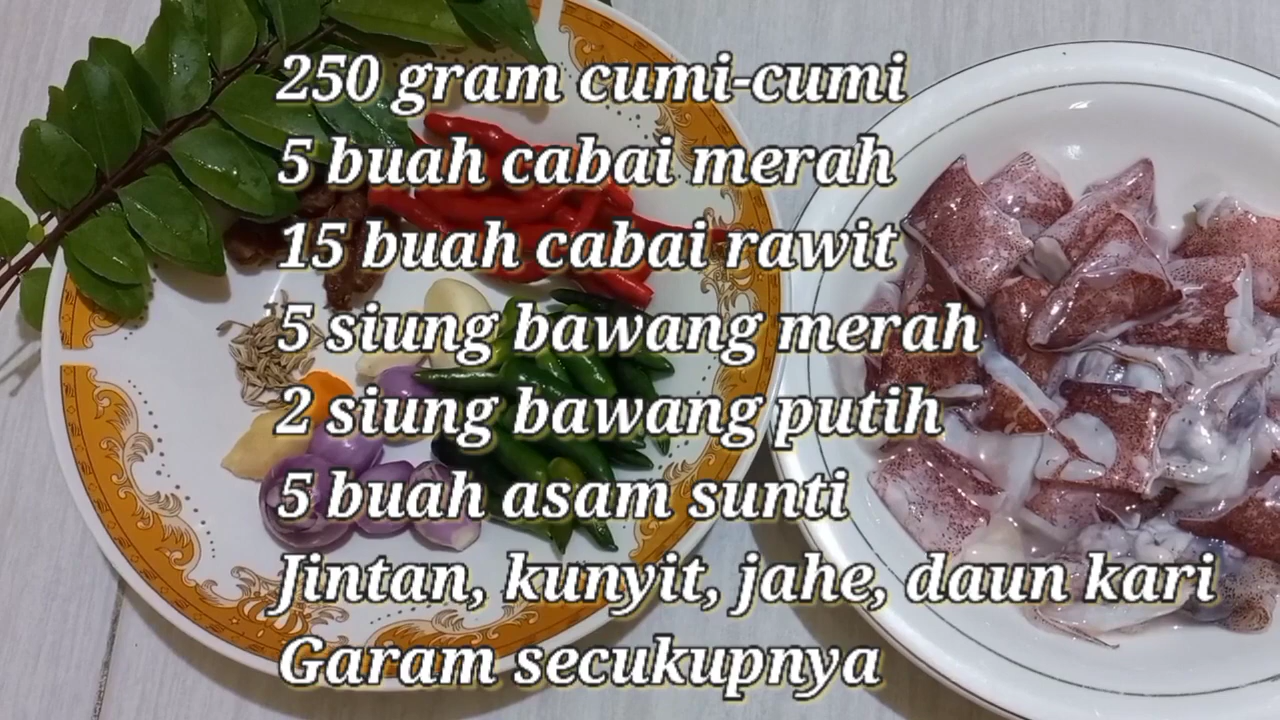 250 gram cumi-cumi
5 buah cabai merah
15 buah cabai rawit
5 siung bawang merah
2 siung bawang putih
5 buah asam sunti
Jintan, kunyit, jahe, daun kari
Garam secukupnya